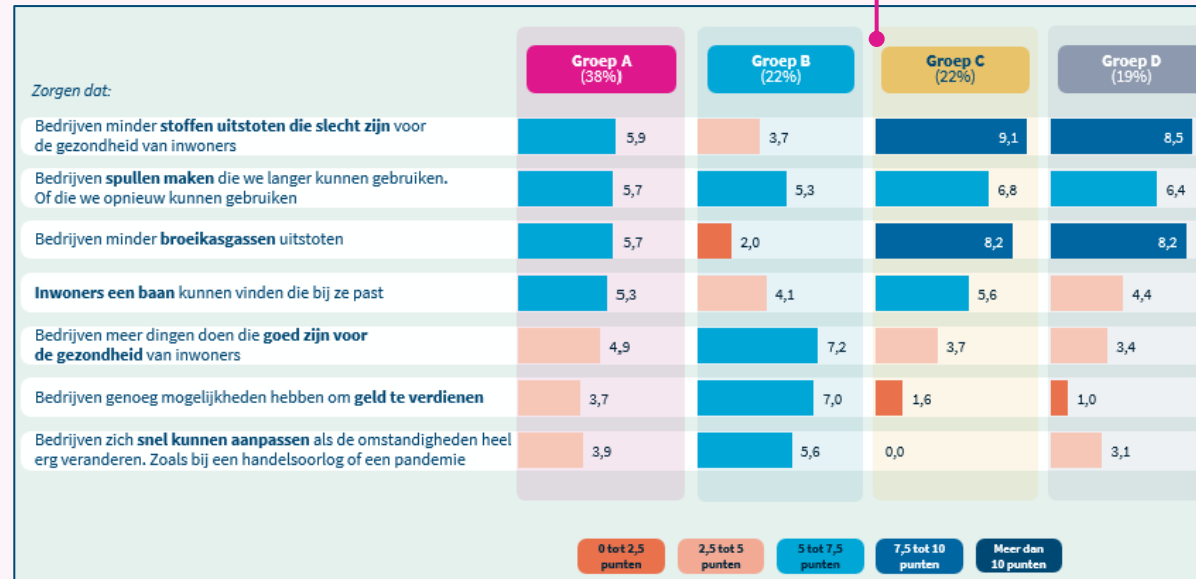 Groep A
(38%)
Groep B
(22%)
Groep C
(22%)
Groep D
(19%)
Zorgen dat:
Bedrijven minder stoffen uitstoten die slecht zijn voor
de gezondheid van inwoners
5,9
3,7
9,1
8,5
Bedrijven spullen maken die we langer kunnen gebruiken.
Of die we opnieuw kunnen gebruiken
5,7
5,3
6,8
6,4
Bedrijven minder broeikasgassen uitstoten
5,7
2,0
8,2
8,2
Inwoners een baan kunnen vinden die bij ze past
5,3
4,1
5,6
4,4
Bedrijven meer dingen doen die goed zijn voor
de gezondheid van inwoners
4,9
7,2
3,7
3,4
Bedrijven genoeg mogelijkheden hebben om geld te verdienen
3,7
7,0
1,6
1,0
Bedrijven zich snel kunnen aanpassen als de omstandigheden heel
erg veranderen. Zoals bij een handelsoorlog of een pandemie
3,9
5,6
0,0
3,1
0 tot 2,5
punten
2,5 tot 5
punten
5 tot 7,5
punten
7,5 tot 10
punten
Meer dan
10 punten